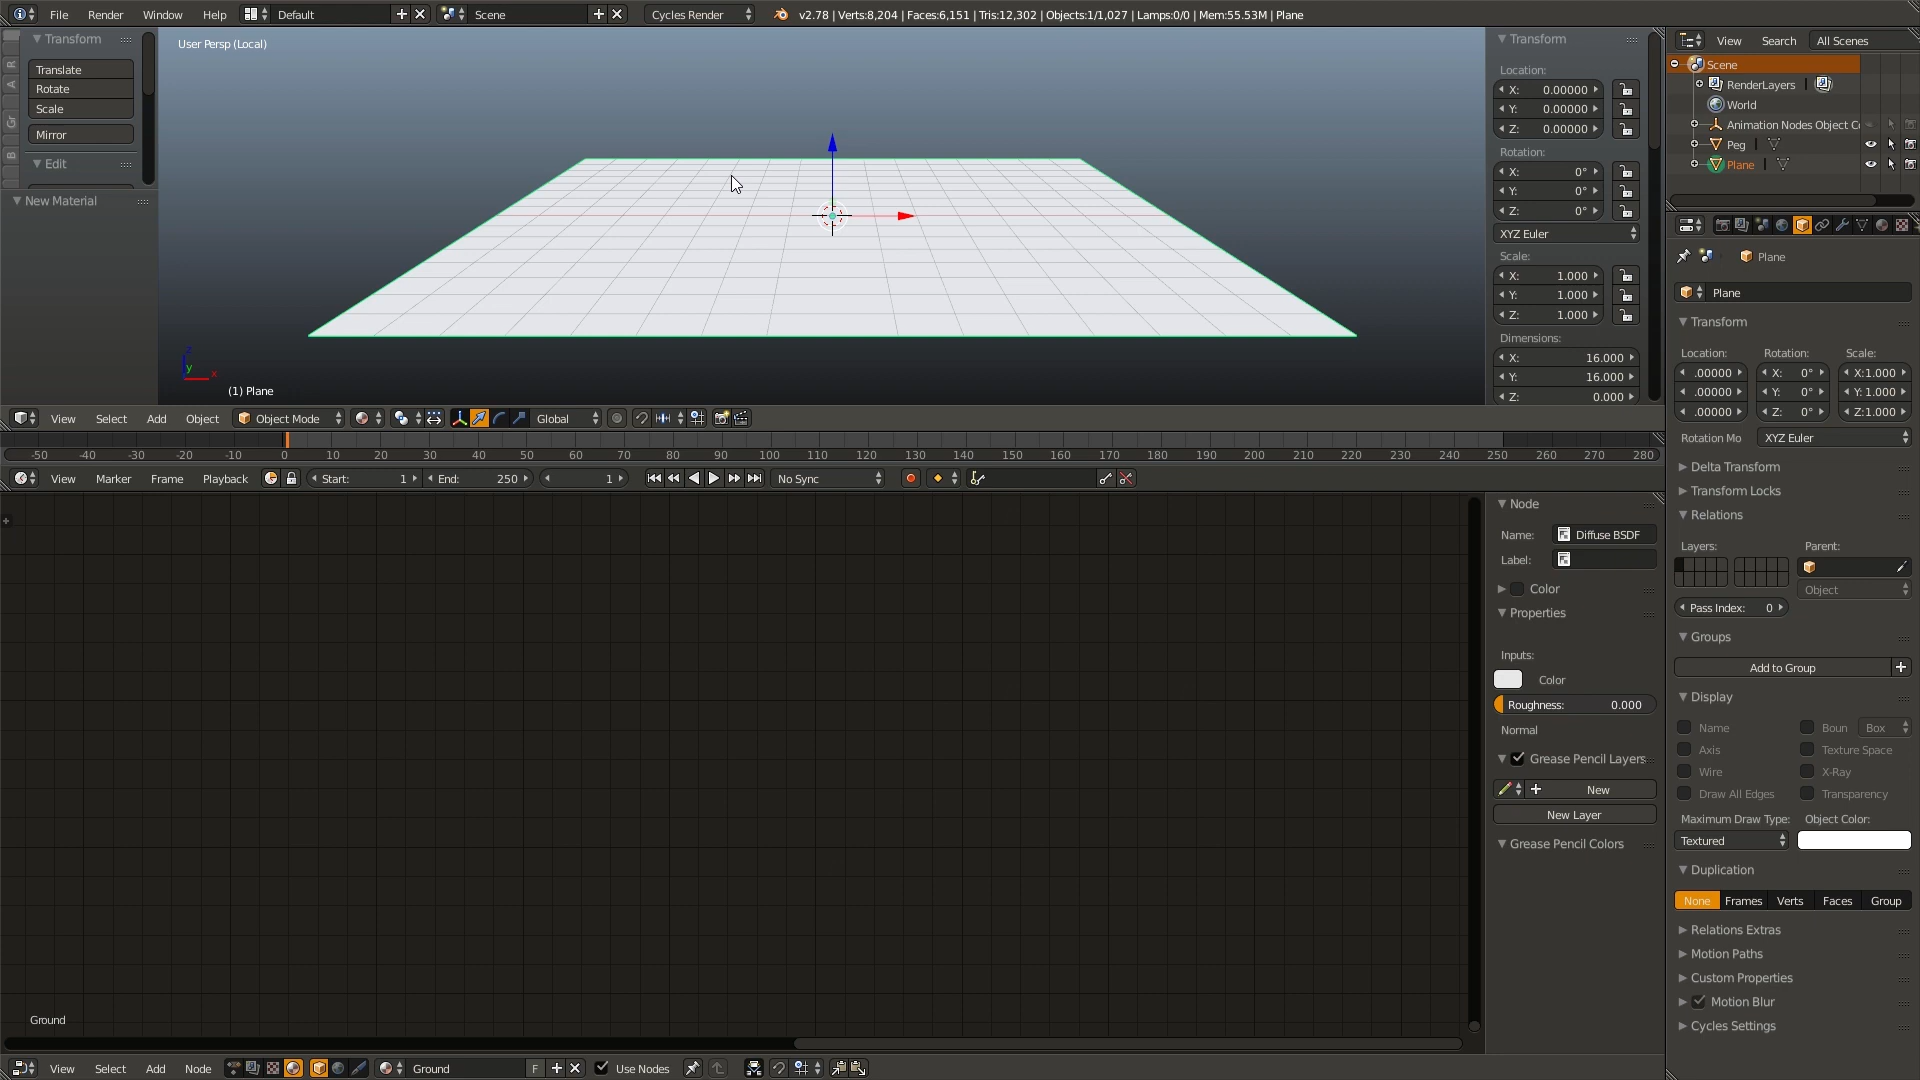 File Render Window Help Default Scene Cycles Render v2.78 | Verts:8,204 | Faces:6,151 | Tris:12,302 | Objects:1/1,027 | Lamps:0/0 | Mem:55.53M | Plane
Transform
Translate
Rotate
Scale
Mirror
Edit
New Material
R
A
Gr
B
User Persp (Local)
z
y
x
(1) Plane
Transform
Location:
X: 0.00000
Y: 0.00000
Z: 0.00000
Rotation:
X: 0°
Y: 0°
Z: 0°
XYZ Euler
Scale:
X: 1.000
Y: 1.000
Z: 1.000
Dimensions:
X: 16.000
Y: 16.000
Z: 0.000
View Select Add Object Object Mode Global
-50 -40 -30 -20 -10 0 10 20 30 40 50 60 70 80 90 100 110 120 130 140 150 160 170 180 190 200 210 220 230 240 250 260 270 280
View Marker Frame Playback Start: 1 End: 250 1 No Sync
Node
Name: Diffuse BSDF
Label:
Color
Properties
Inputs:
Color
Roughness: 0.000
Normal
Grease Pencil Layers
New
New Layer
Grease Pencil Colors
Ground
View Select Add Node Ground F Use Nodes
View Search All Scenes
Scene
RenderLayers |
World
Animation Nodes Object C
Peg |
Plane |
Plane
Plane
Transform
Location: Rotation: Scale:
.00000 X: 0° X:1.000
.00000 Y: 0° Y: 1.000
.00000 Z: 0° Z:1.000
Rotation Mo XYZ Euler
Delta Transform
Transform Locks
Relations
Layers: Parent:
Object
Pass Index: 0
Groups
Add to Group
Display
Name Boun Box
Axis Texture Space
Wire X-Ray
Draw All Edges Transparency
Maximum Draw Type: Object Color:
Textured
Duplication
None Frames Verts Faces Group
Relations Extras
Motion Paths
Custom Properties
Motion Blur
Cycles Settings